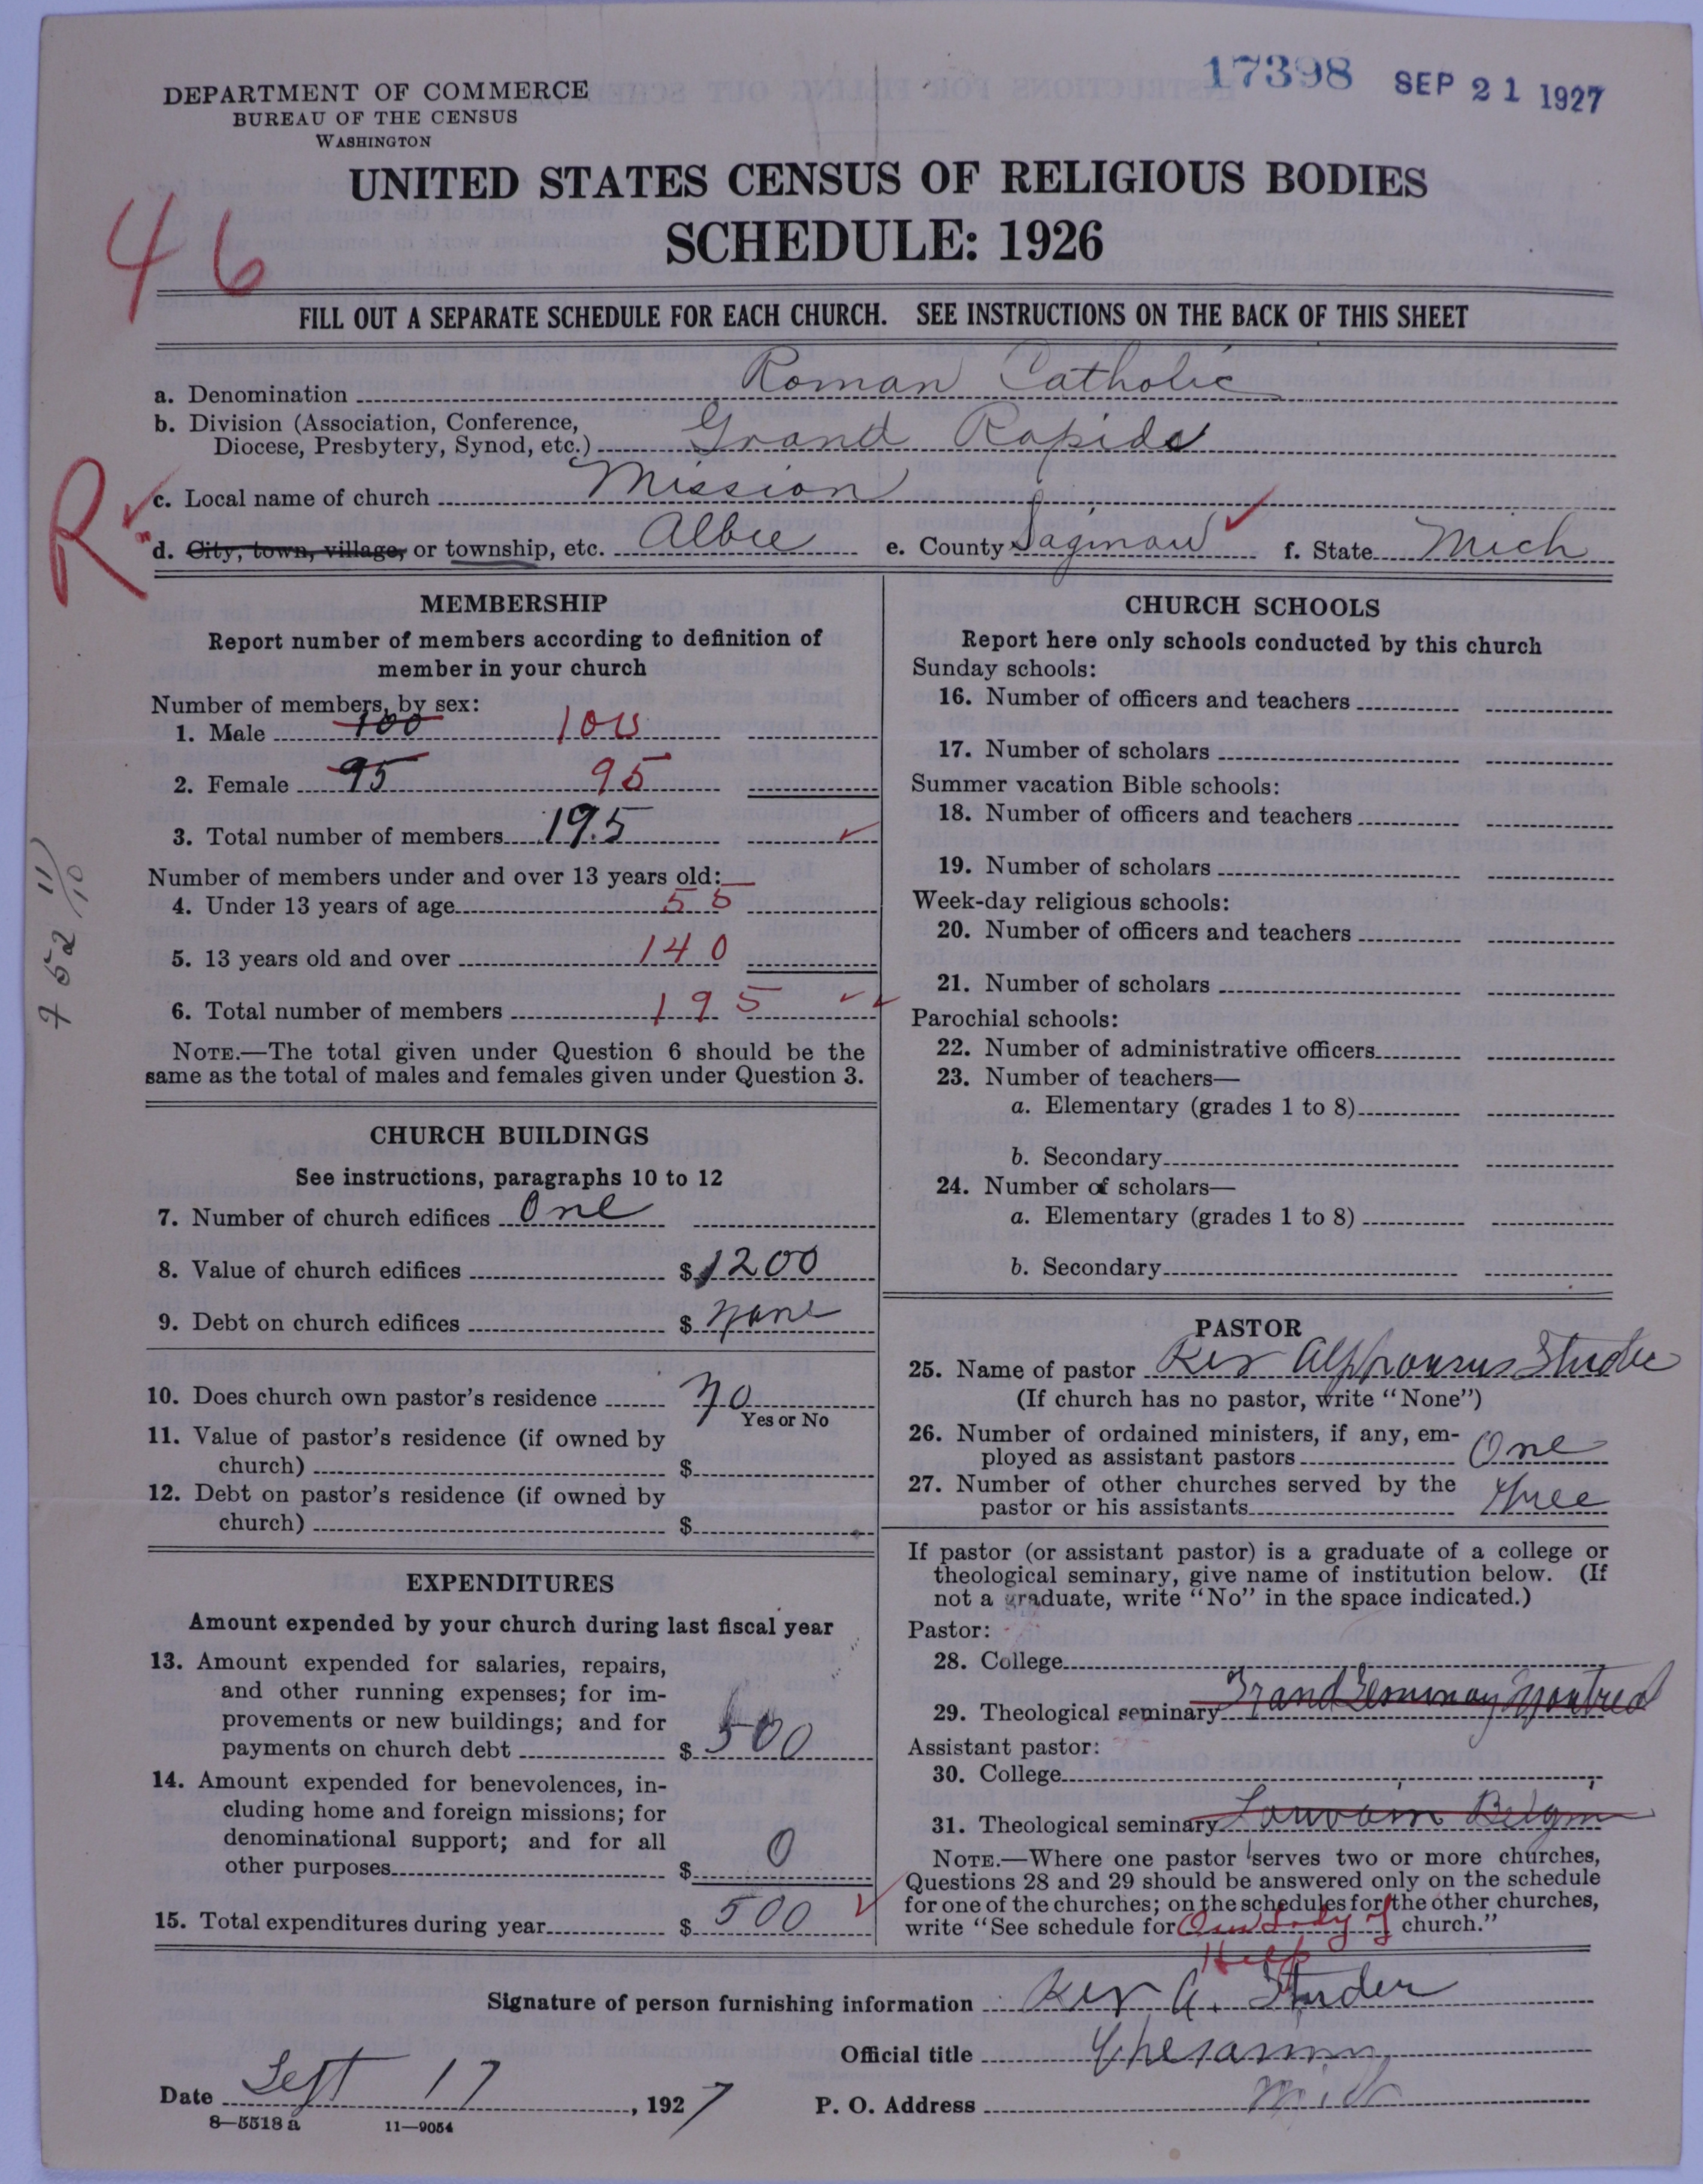 17398 SEP 21 1927
DEPARTMENT OF COMMERCE
BUREAU OF THE CENSUS
WASHINGTON
UNITED STATES CENSUS OF RELIGIOUS BODIES
SCHEDULE: 1926
46
FILL OUT A SEPARATE SCHEDULE FOR EACH CHURCH. SEE INSTRUCTIONS ON THE BACK OF THIS SHEET
a. Denomination Roman Catholic
b. Division (Association, Conference,
Diocese, Presbytery, Synod, etc.) Grand Rapids
R
c. Local name of church Mission
d. City, town, village, or township, etc. Albee e. County Saginaw f. State Mich
MEMBERSHIP
Report number of members according to definition of
member in your church
Number of members, by sex:
1. Male 100 100
2. Female 95 95
3. Total number of members 195
Number of members under and over 13 years old:
4. Under 13 years of age 55
5. 13 years old and over 140
6. Total number of members 195
NOTE.—The total given under Question 6 should be the
same as the total of males and females given under Question 3.
CHURCH BUILDINGS
See instructions, paragraphs 10 to 12
7. Number of church edifices One
8. Value of church edifices $1200
9. Debt on church edifices $ None
10. Does church own pastor's residence No
Yes or No
11. Value of pastor's residence (if owned by
church) $
12. Debt on pastor's residence (if owned by
church) $
EXPENDITURES
Amount expended by your church during last fiscal year
13. Amount expended for salaries, repairs,
and other running expenses; for im-
provements or new buildings; and for
payments on church debt $ 500
14. Amount expended for benevolences, in-
cluding home and foreign missions; for
denominational support; and for all
other purposes $ 0
15. Total expenditures during year $ 500
CHURCH SCHOOLS
Report here only schools conducted by this church
Sunday schools:
16. Number of officers and teachers
17. Number of scholars
Summer vacation Bible schools:
18. Number of officers and teachers
19. Number of scholars
Week-day religious schools:
20. Number of officers and teachers
21. Number of scholars
Parochial schools:
22. Number of administrative officers
23. Number of teachers—
a. Elementary (grades 1 to 8)
b. Secondary
24. Number of scholars—
a. Elementary (grades 1 to 8)
b. Secondary
PASTOR
25. Name of pastor Rev Alphonsus Studer
(If church has no pastor, write "None")
26. Number of ordained ministers, if any, em-
ployed as assistant pastors One
27. Number of other churches served by the
pastor or his assistants three
If pastor (or assistant pastor) is a graduate of a college or
theological seminary, give name of institution below. (If
not a graduate, write "No" in the space indicated.)
Pastor:
28. College
29. Theological seminary Grand Seminary Montreal
Assistant pastor:
30. College
31. Theological seminary Louvain Belgim
NOTE.—Where one pastor serves two or more churches,
Questions 28 and 29 should be answered only on the schedule
for one of the churches; on the schedules for the other churches,
write "See schedule for Our Lady of church."
Help
Signature of person furnishing information Rev A. Studer
Official title Chesaning
Date Sept 17, 1927 P. O. Address Mich
8—5518 a 11—9054